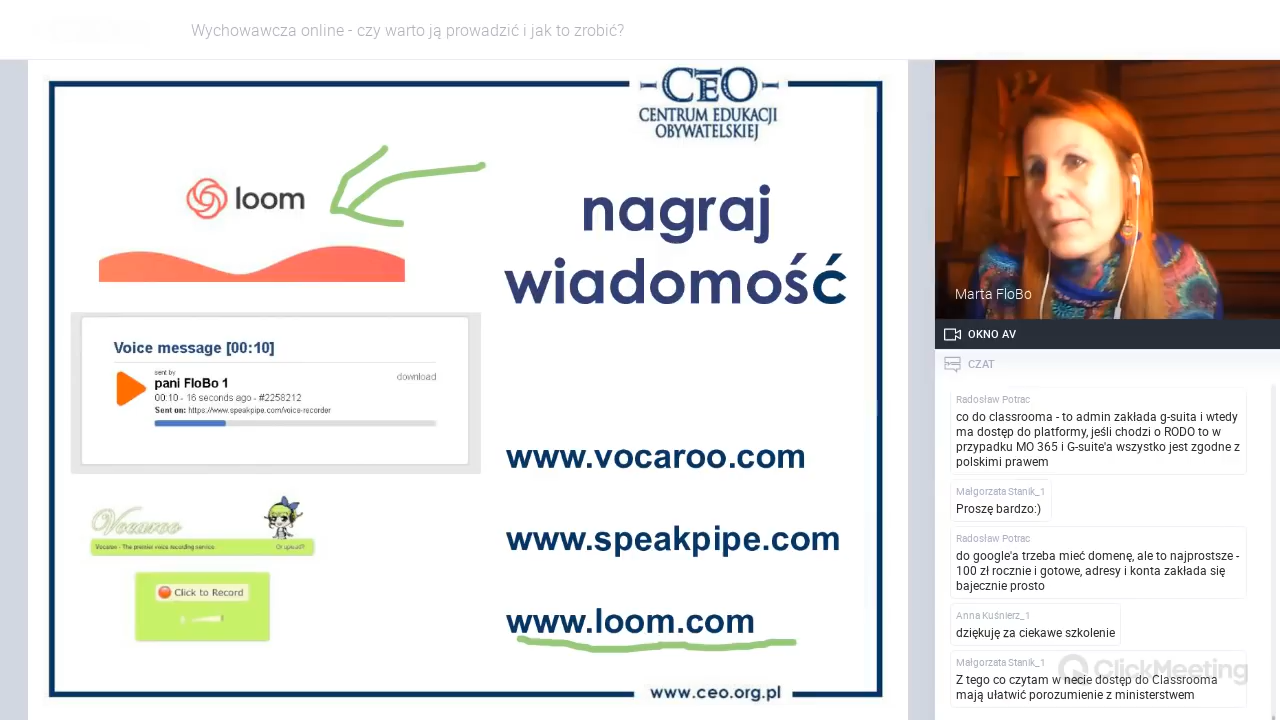 Wychowawcza online - czy warto ją prowadzić i jak to zrobić?
CEO
CENTRUM EDUKACJI
OBYWATELSKIEJ
loom
nagraj
wiadomość
Voice message [00:10]
sent by
pani FloBo 1
download
00:10 - 16 seconds ago - #2258212
Sent on: https://www.speakpipe.com/voice-recorder
www.vocaroo.com
Vocaroo
Vocaroo - The premier voice recording service.
Click to Record
www.speakpipe.com
www.loom.com
www.ceo.org.pl
Marta FloBo
OKNO AV
CZAT
Radosław Potrac
co do classrooma - to admin zakłada g-suita i wtedy
ma dostęp do platformy, jeśli chodzi o RODO to w
przypadku MO 365 i G-suite'a wszystko jest zgodne z
polskimi prawem
Małgorzata Stanik_1
Proszę bardzo:)
Radosław Potrac
do google'a trzeba mieć domenę, ale to najprostsze -
100 zł rocznie i gotowe, adresy i konta zakłada się
bajecznie prosto
Anna Kuśnierz_1
dziękuję za ciekawe szkolenie
Małgorzata Stanik_1
Z tego co czytam w necie dostęp do Classrooma
mają ułatwić porozumienie z ministerstwem
ClickMeeting